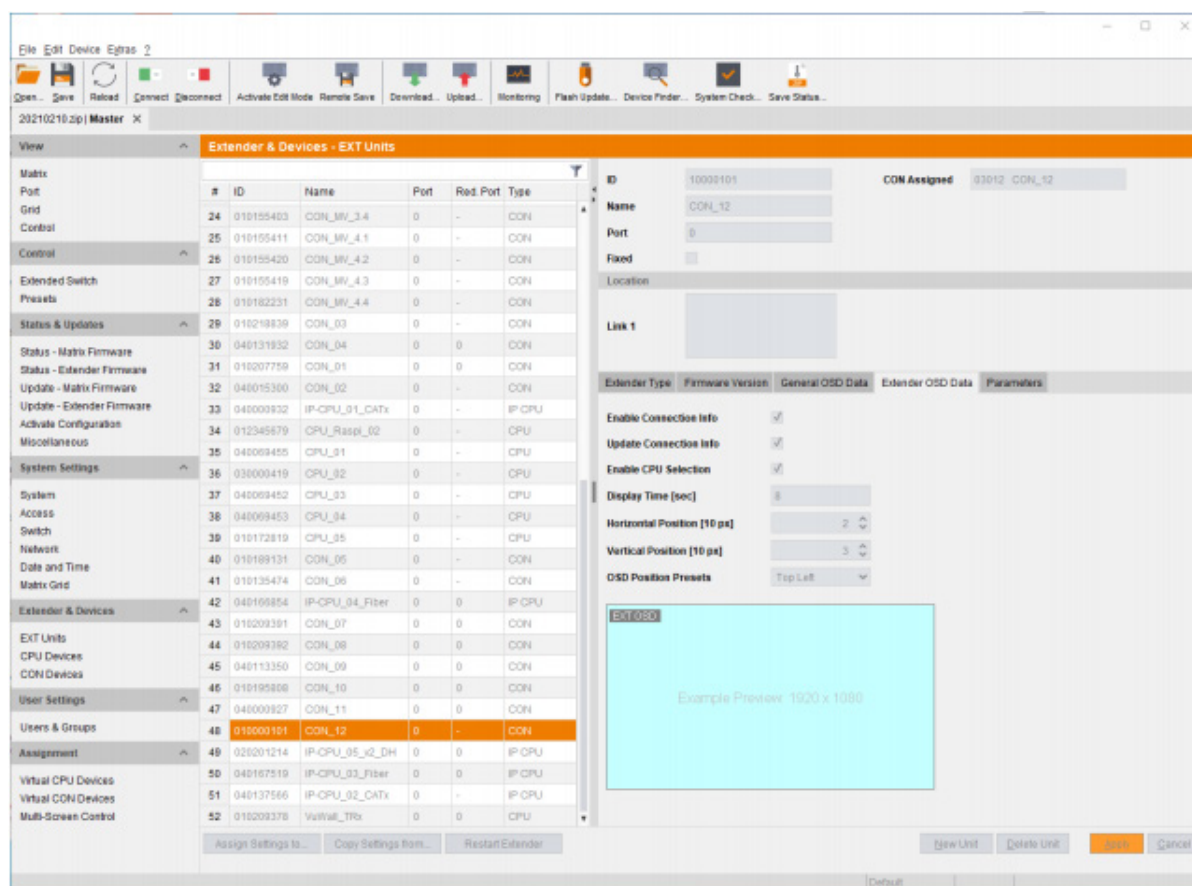 File Edit Device Extras ?
Open... Save Reload Connect Disconnect Activate Edit Mode Remote Save Download... Upload... Monitoring Flash Update... Device Finder... System Check... Save Status...
20210210.zip| Master ×
View
Matrix
Port
Grid
Control
Control
Extended Switch
Presets
Status & Updates
Status - Matrix Firmware
Status - Extender Firmware
Update - Matrix Firmware
Update - Extender Firmware
Activate Configuration
Miscellaneous
System Settings
System
Access
Switch
Network
Date and Time
Matrix Grid
Extender & Devices
EXT Units
CPU Devices
CON Devices
User Settings
Users & Groups
Assignment
Virtual CPU Devices
Virtual CON Devices
Multi-Screen Control
Extender & Devices - EXT Units
# ID Name Port Red. Port Type
24 010155403 CON_MV_3.4 0 - CON
25 010155411 CON_MV_4.1 0 - CON
26 010155420 CON_MV_4.2 0 - CON
27 010155419 CON_MV_4.3 0 - CON
28 010182231 CON_MV_4.4 0 - CON
29 010218839 CON_03 0 - CON
30 040131932 CON_04 0 0 CON
31 010207759 CON_01 0 0 CON
32 040015300 CON_02 0 - CON
33 040000932 IP-CPU_01_CATx 0 - IP CPU
34 012345679 CPU_Raspi_02 0 - CPU
35 040069455 CPU_01 0 - CPU
36 030000419 CPU_02 0 - CPU
37 040069452 CPU_03 0 - CPU
38 040069453 CPU_04 0 - CPU
39 010172819 CPU_05 0 - CPU
40 010189131 CON_05 0 - CON
41 010135474 CON_06 0 - CON
42 040169854 IP-CPU_04_Fiber 0 0 IP CPU
43 010209391 CON_07 0 0 CON
44 010209392 CON_08 0 0 CON
45 040113350 CON_09 0 0 CON
46 010195808 CON_10 0 0 CON
47 040000927 CON_11 0 0 CON
48 010000101 CON_12 0 - CON
49 020201214 IP-CPU_05_v2_DH 0 0 IP CPU
50 040167519 IP-CPU_03_Fiber 0 0 IP CPU
51 040137566 IP-CPU_02_CATx 0 - IP CPU
52 010209378 VuWall_TRx 0 0 CPU
Assign Settings to... Copy Settings from... Restart Extender
ID 10000101 CON Assigned 03012 CON_12
Name CON_12
Port 0
Fixed
Location
Link 1
Extender Type Firmware Version General OSD Data Extender OSD Data Parameters
Enable Connection Info
Update Connection Info
Enable CPU Selection
Display Time [sec] 8
Horizontal Position [10 px] 2
Vertical Position [10 px] 3
OSD Position Presets Top Left
EXT OSD
Example Preview: 1920 x 1080
New Unit Delete Unit Apply Cancel
Default